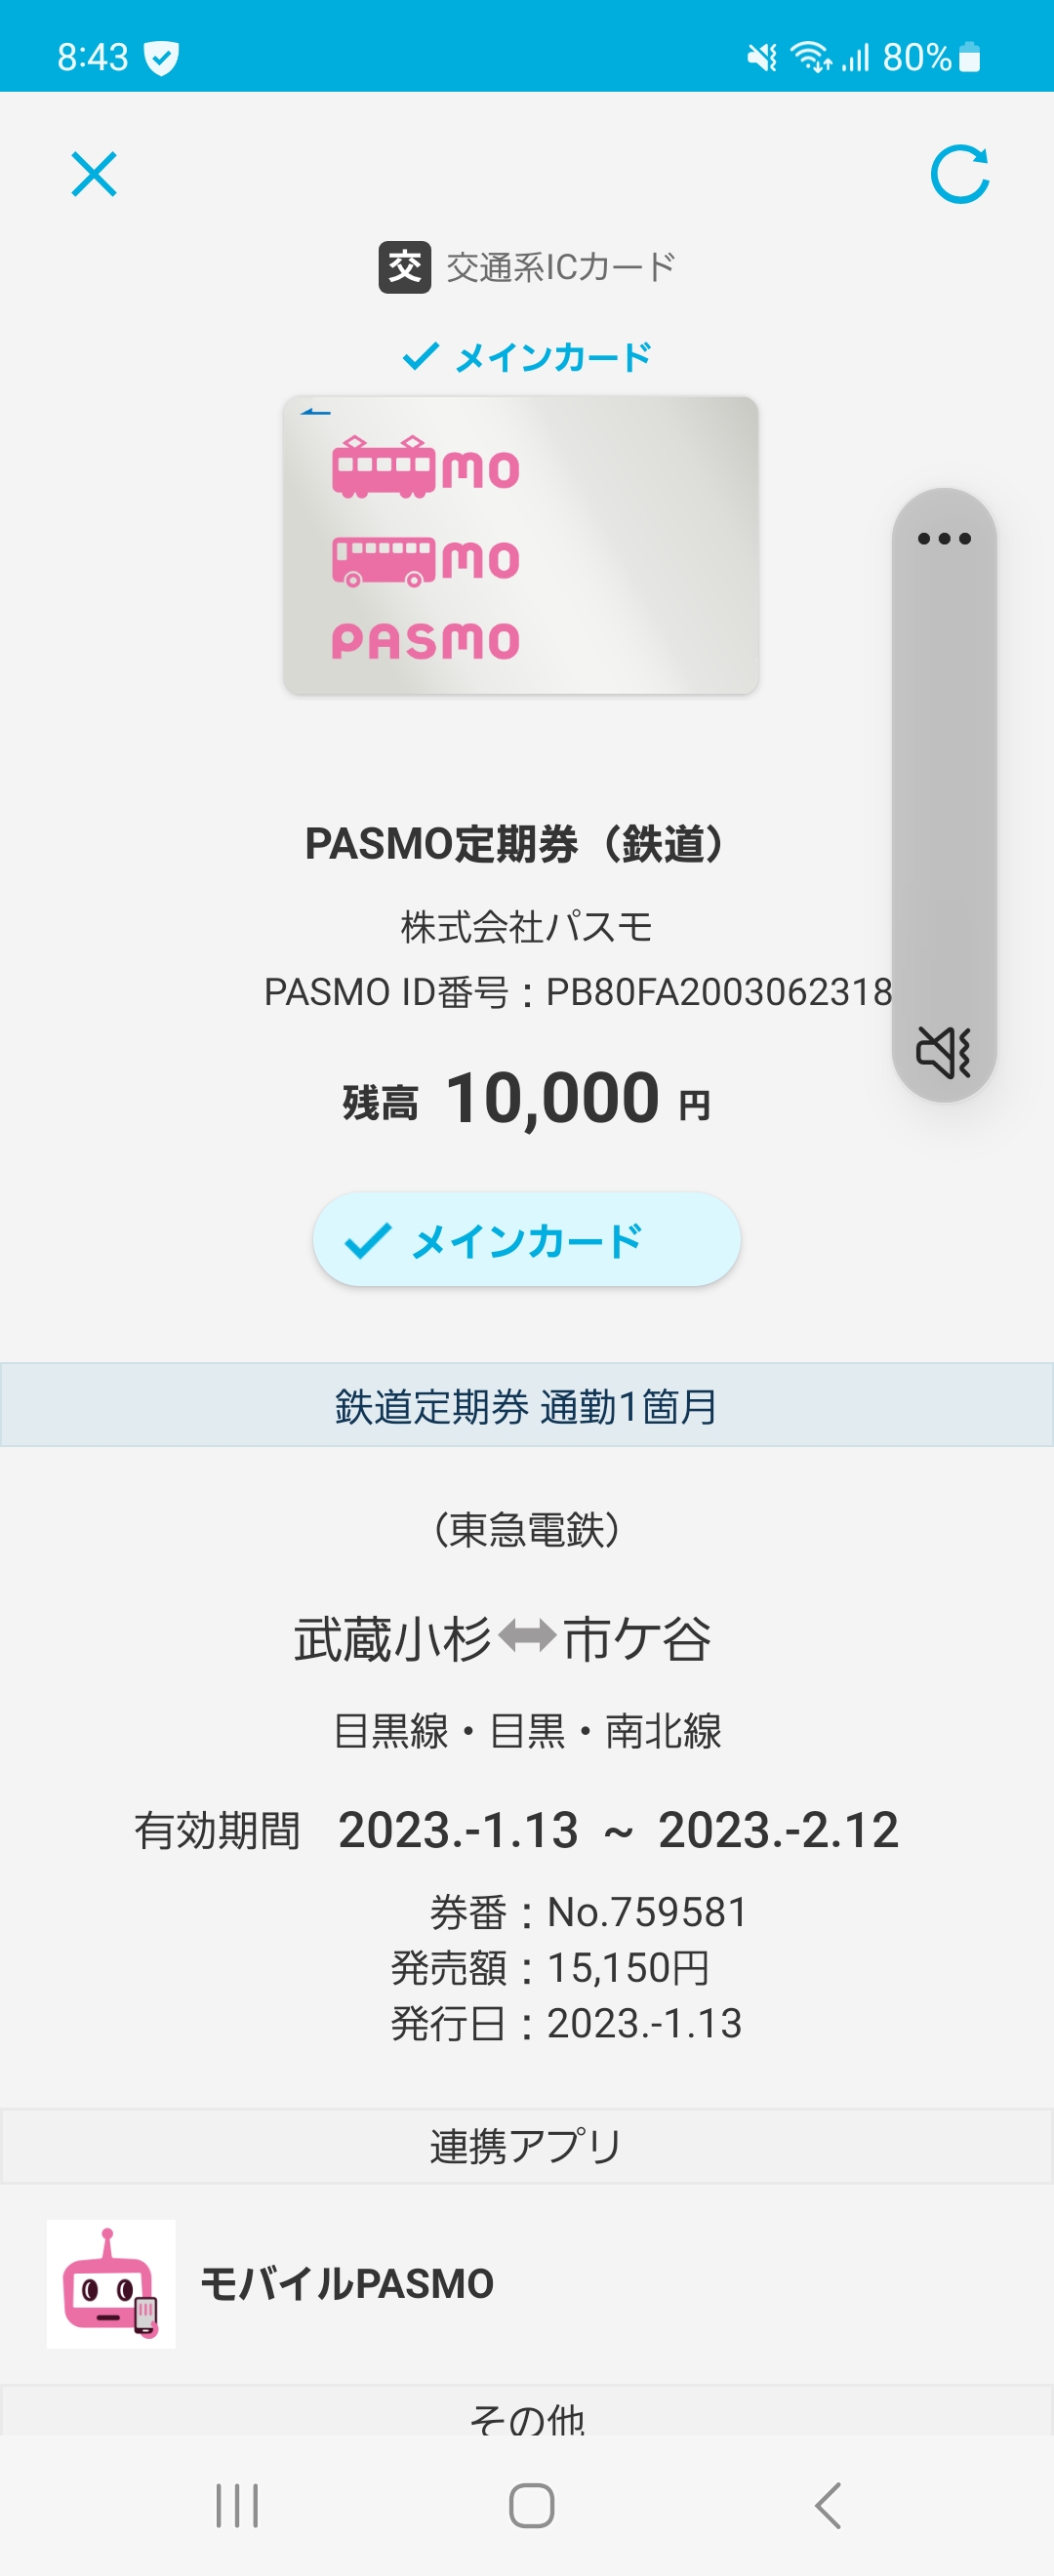 8:43 80%
交 交通系ICカード
メインカード
mo
mo
PASMO
PASMO定期券（鉄道）
株式会社パスモ
PASMO ID番号：PB80FA2003062318
残高 10,000 円
メインカード
鉄道定期券 通勤1箇月
（東急電鉄）
武蔵小杉⬌市ケ谷
目黒線・目黒・南北線
有効期間 2023.-1.13 ~ 2023.-2.12
券番：No.759581
発売額：15,150円
発行日：2023.-1.13
連携アプリ
モバイルPASMO
その他